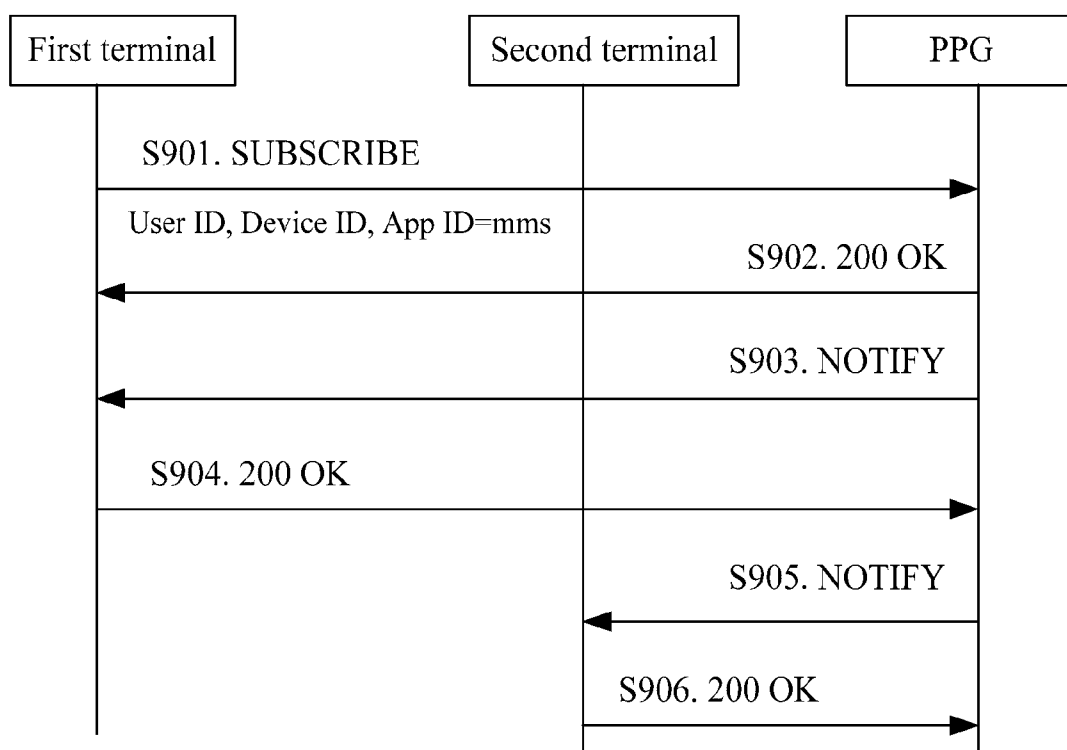 First terminal
Second terminal
PPG
S901. SUBSCRIBE
User ID, Device ID, App ID=mms
S902. 200 OK
S903. NOTIFY
S904. 200 OK
S905. NOTIFY
S906. 200 OK